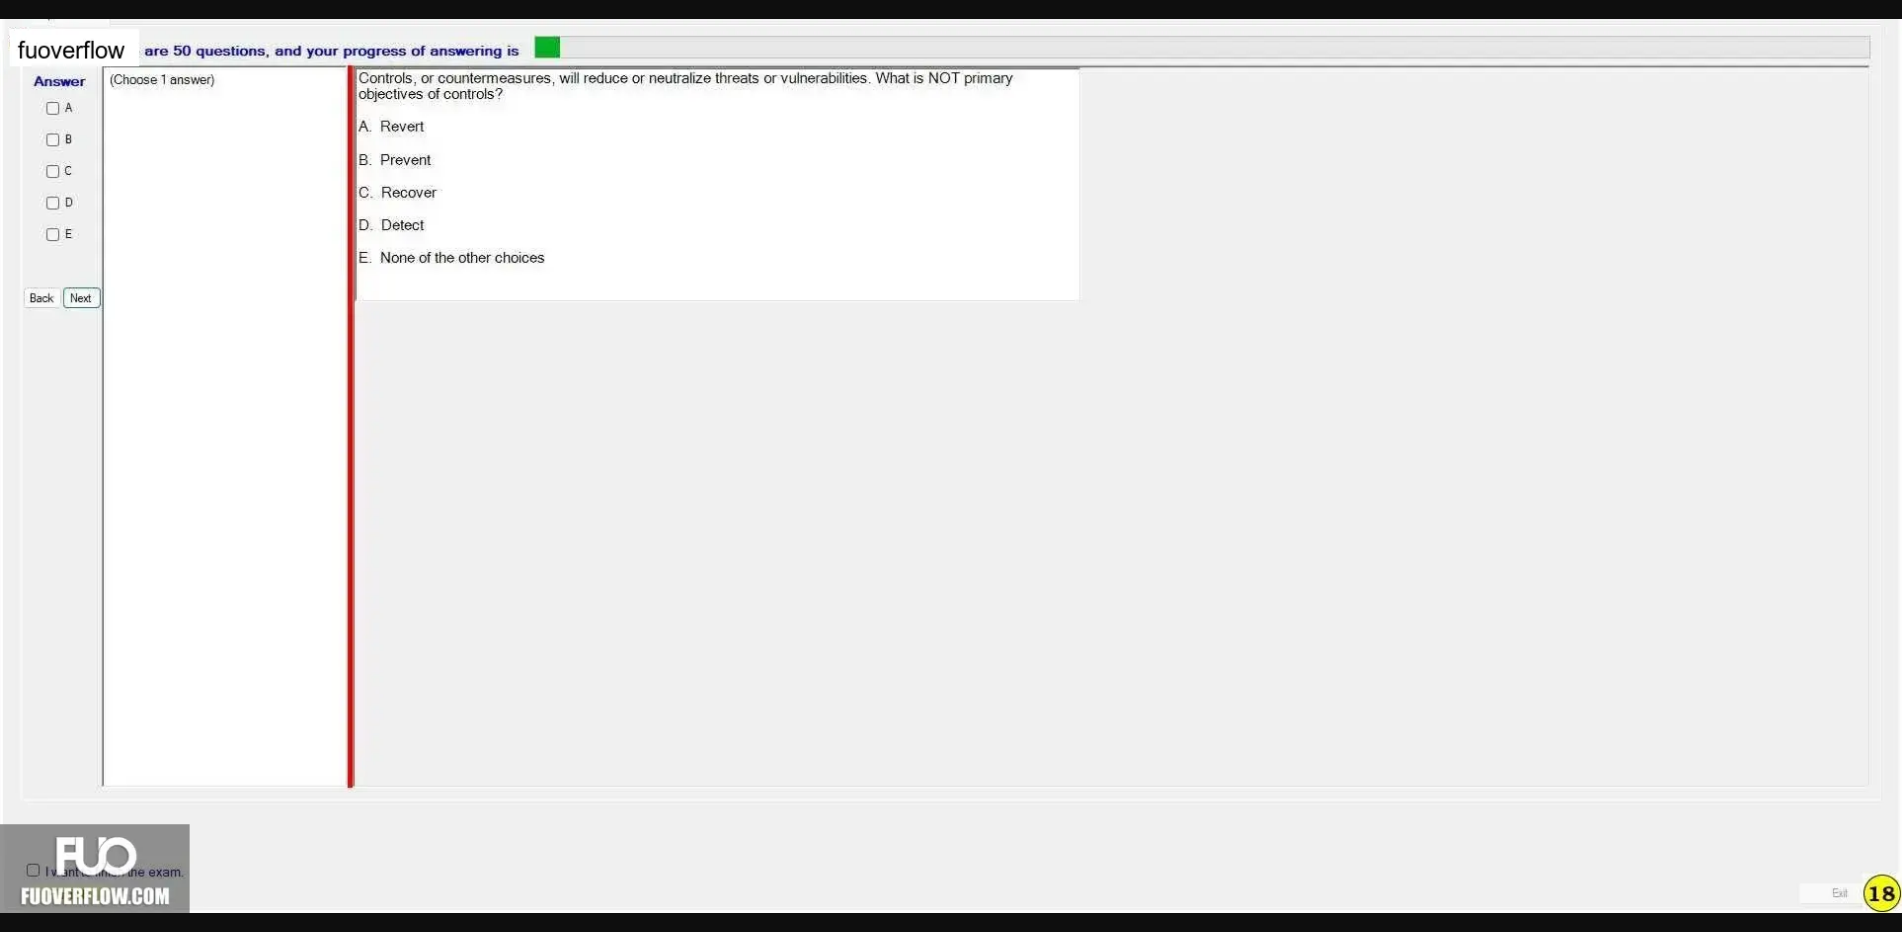 fuoverflow are 50 questions, and your progress of answering is
Answer
(Choose 1 answer)
A
B
C
D
E
Back Next
Controls, or countermeasures, will reduce or neutralize threats or vulnerabilities. What is NOT primary
objectives of controls?
A. Revert
B. Prevent
C. Recover
D. Detect
E. None of the other choices
FUO
the exam.
FUOVERFLOW.COM
Exit
18